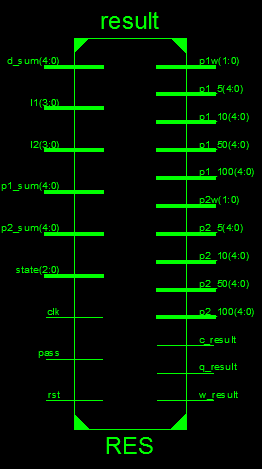 result
d_sum(4:0)
l1(3:0)
l2(3:0)
p1_sum(4:0)
p2_sum(4:0)
state(2:0)
clk
pass
rst
p1w(1:0)
p1_5(4:0)
p1_10(4:0)
p1_50(4:0)
p1_100(4:0)
p2w(1:0)
p2_5(4:0)
p2_10(4:0)
p2_50(4:0)
p2_100(4:0)
c_result
q_result
w_result
RES